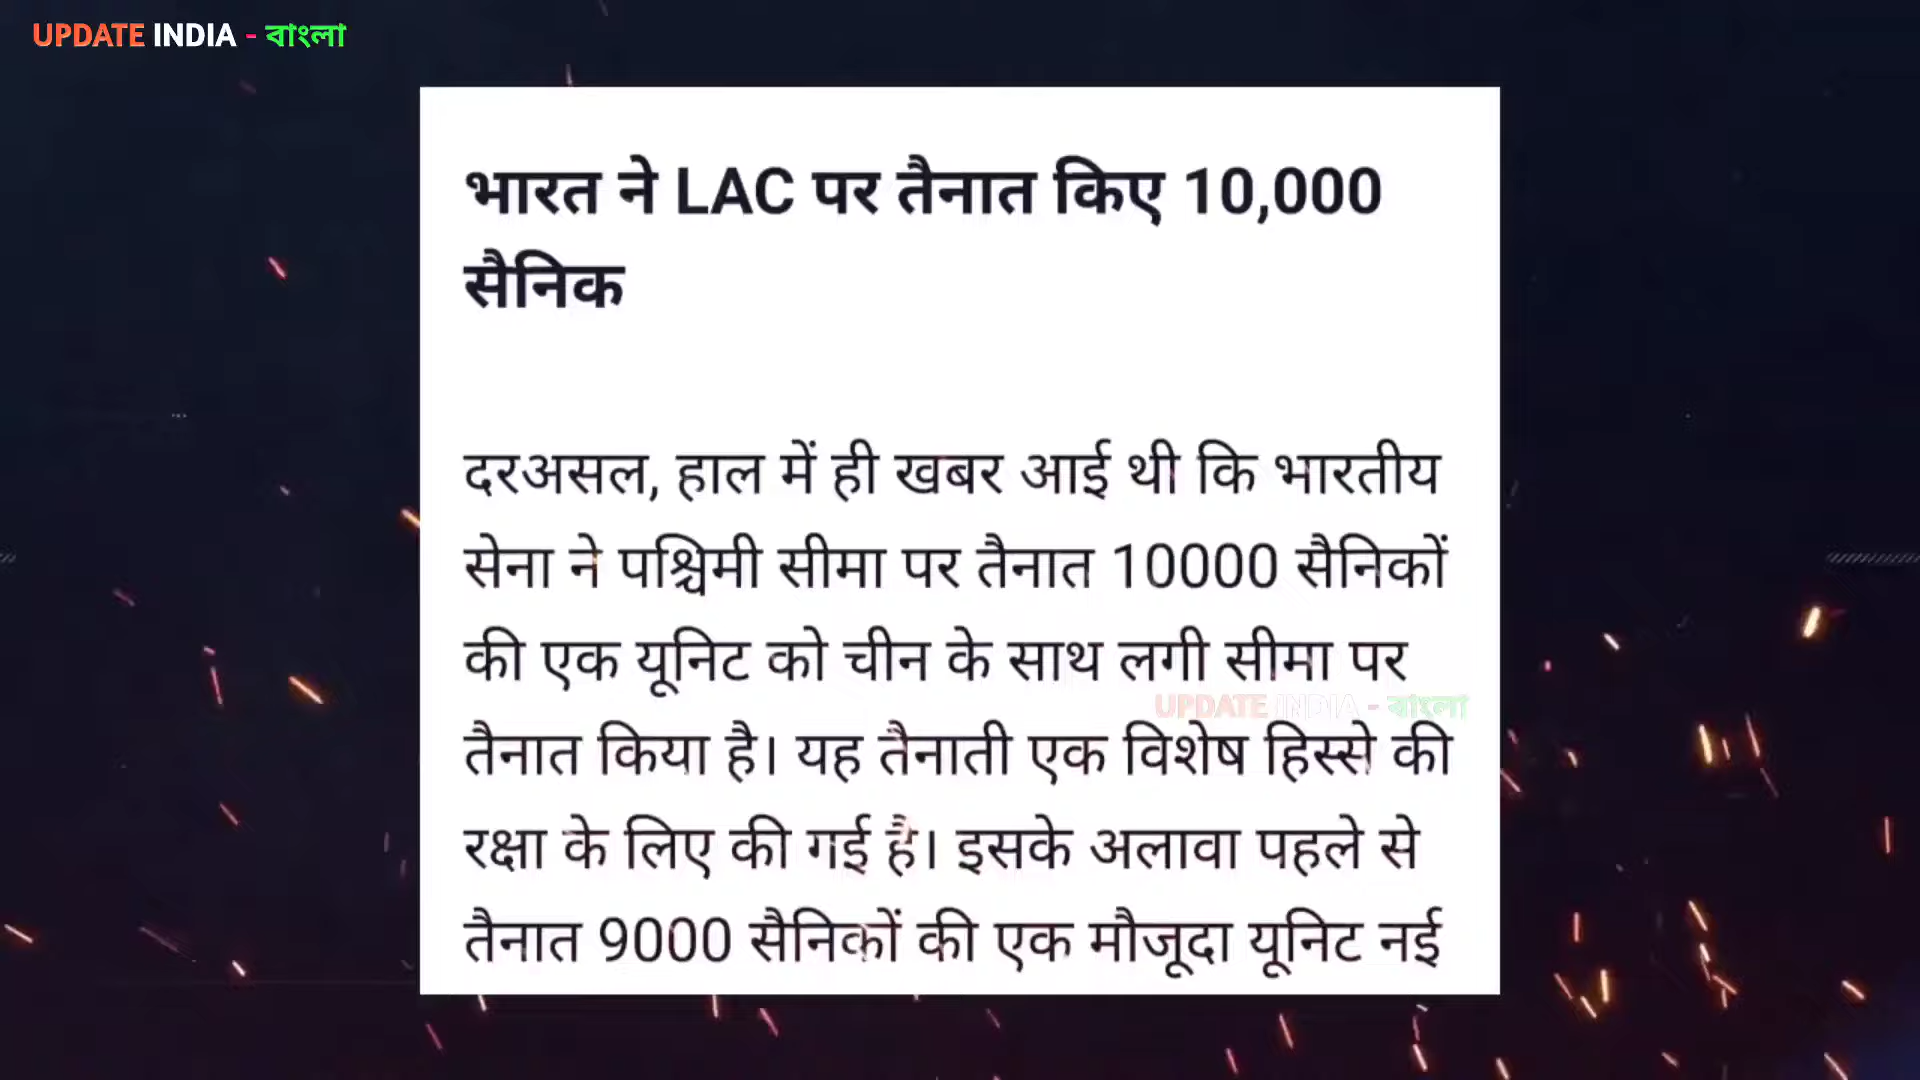 UPDATE INDIA - বাংলা
भारत ने LAC पर तैनात किए 10,000
सैनिक
दरअसल, हाल में ही खबर आई थी कि भारतीय
सेना ने पश्चिमी सीमा पर तैनात 10000 सैनिकों
की एक यूनिट को चीन के साथ लगी सीमा पर
UPDATE INDIA - বাংলা
तैनात किया है। यह तैनाती एक विशेष हिस्से की
रक्षा के लिए की गई है। इसके अलावा पहले से
तैनात 9000 सैनिकों की एक मौजूदा यूनिट नई